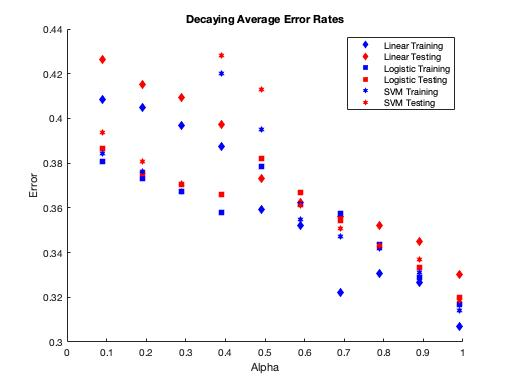 Decaying Average Error Rates
0.44
0.42
0.4
0.38
0.36
0.34
0.32
0.3
Error
Linear Training
Linear Testing
Logistic Training
Logistic Testing
SVM Training
SVM Testing
0 0.1 0.2 0.3 0.4 0.5 0.6 0.7 0.8 0.9 1
Alpha